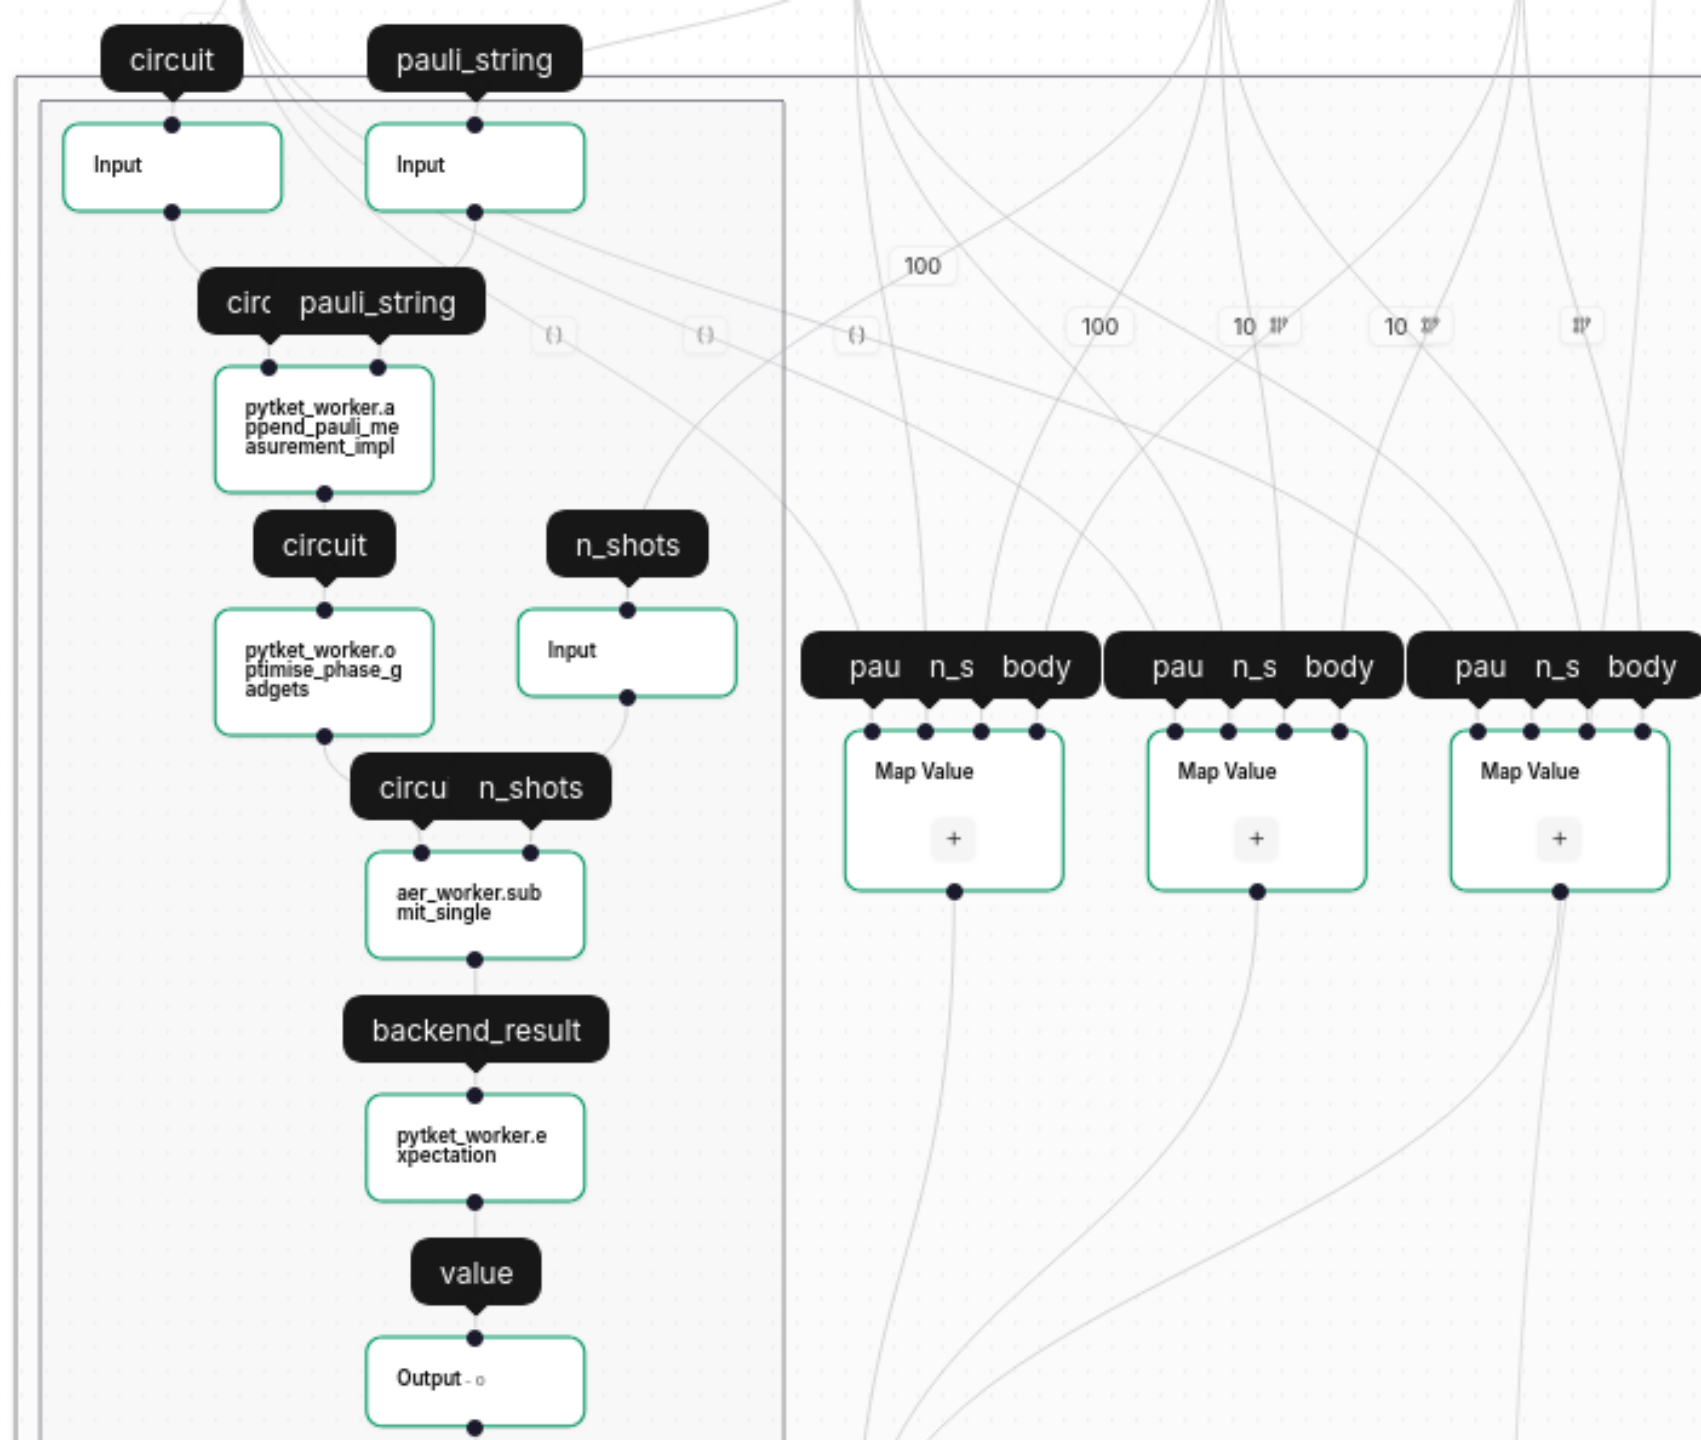 circuit
pauli_string
Input
Input
100
circ
pauli_string
100
10
10
pytket_worker.a
ppend_pauli_me
asurement_impl
circuit
n_shots
pytket_worker.o
ptimise_phase_g
adgets
Input
pau
n_s
body
pau
n_s
body
pau
n_s
body
Map Value
Map Value
Map Value
+
+
+
circu
n_shots
aer_worker.sub
mit_single
backend_result
pytket_worker.e
xpectation
value
Output - 0